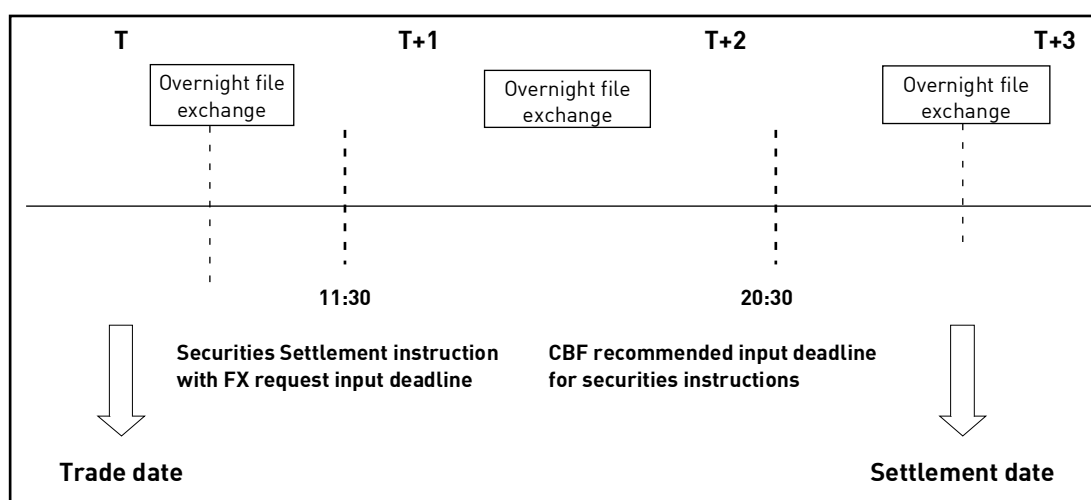 T
T+1
T+2
T+3
Overnight file
exchange
Overnight file
exchange
Overnight file
exchange
11:30
20:30
Securities Settlement instruction
with FX request input deadline
CBF recommended input deadline
for securities instructions
Trade date
Settlement date